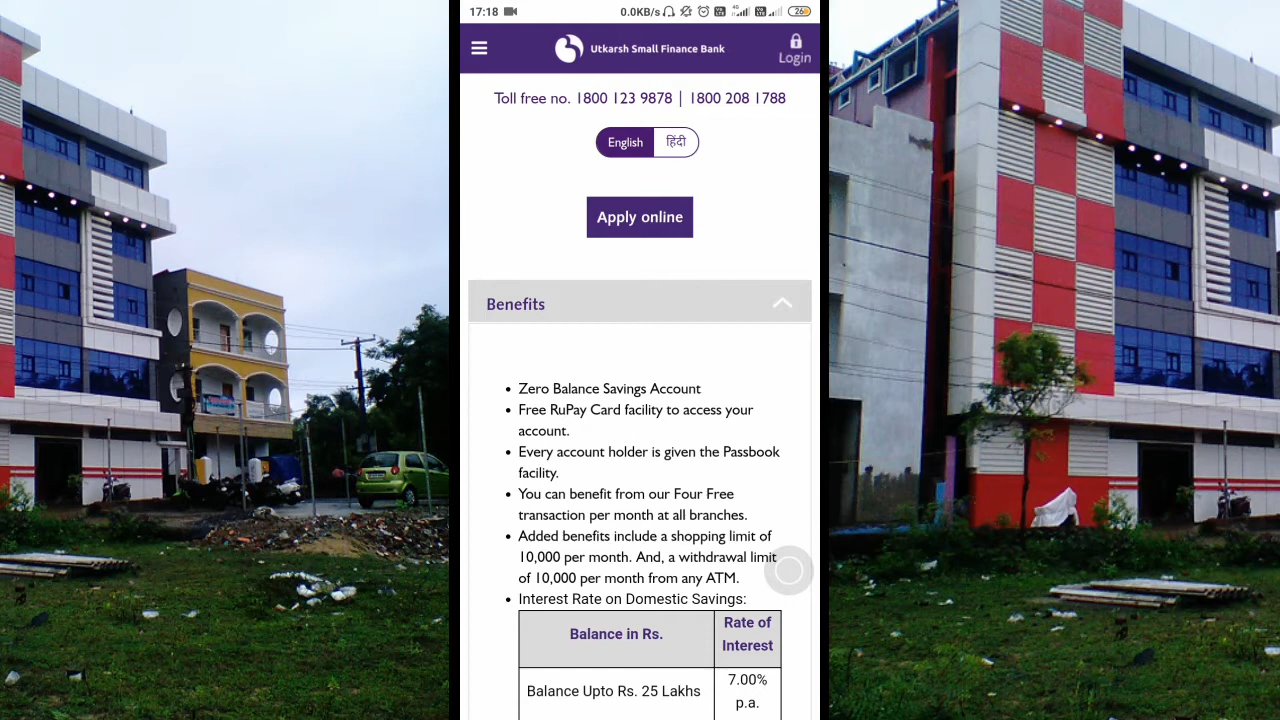 17:18 0.0KB/s 4G 26
Utkarsh Small Finance Bank
Login
Toll free no. 1800 123 9878 | 1800 208 1788
English हिंदी
Apply online
Benefits
• Zero Balance Savings Account
• Free RuPay Card facility to access your
account.
• Every account holder is given the Passbook
facility.
• You can benefit from our Four Free
transaction per month at all branches.
• Added benefits include a shopping limit of
10,000 per month. And, a withdrawal limit
of 10,000 per month from any ATM.
• Interest Rate on Domestic Savings:
Balance in Rs. Rate of
Interest
Balance Upto Rs. 25 Lakhs 7.00%
p.a.